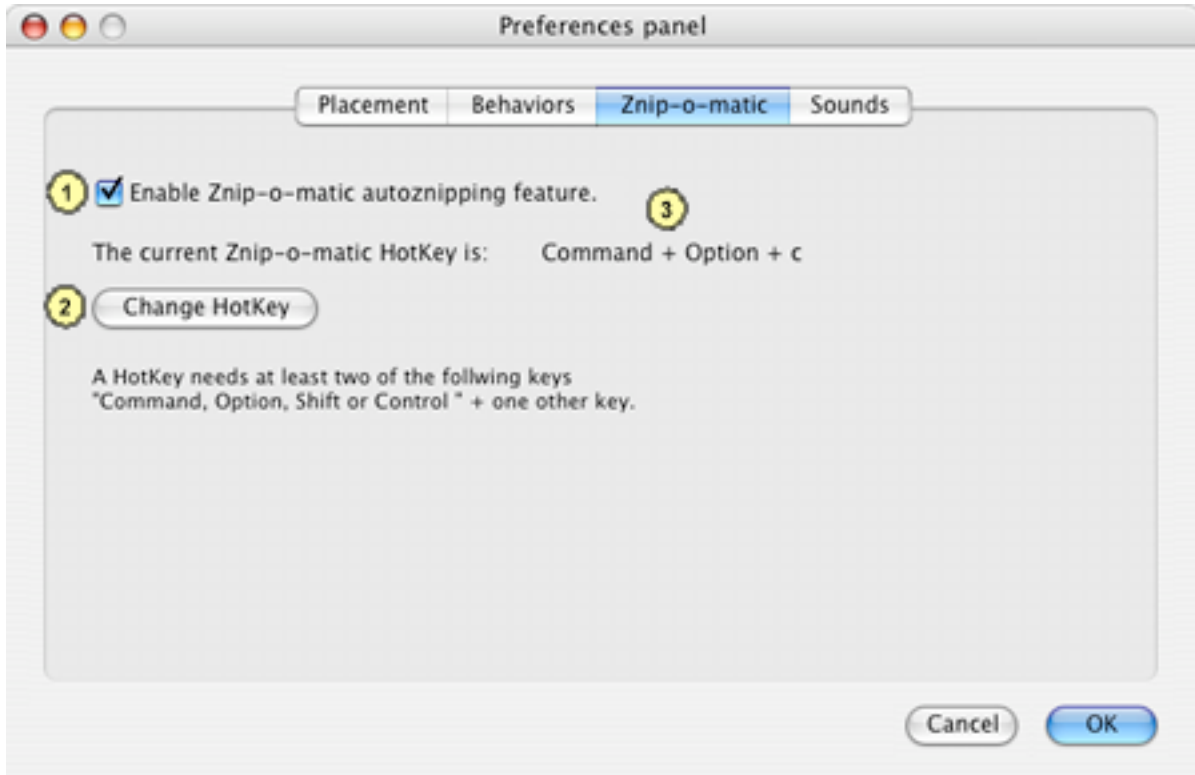 Preferences panel
Placement Behaviors Znip-o-matic Sounds
1 Enable Znip-o-matic autoznipping feature.
3
The current Znip-o-matic HotKey is: Command + Option + c
2 Change HotKey
A HotKey needs at least two of the follwing keys
"Command, Option, Shift or Control " + one other key.
Cancel OK